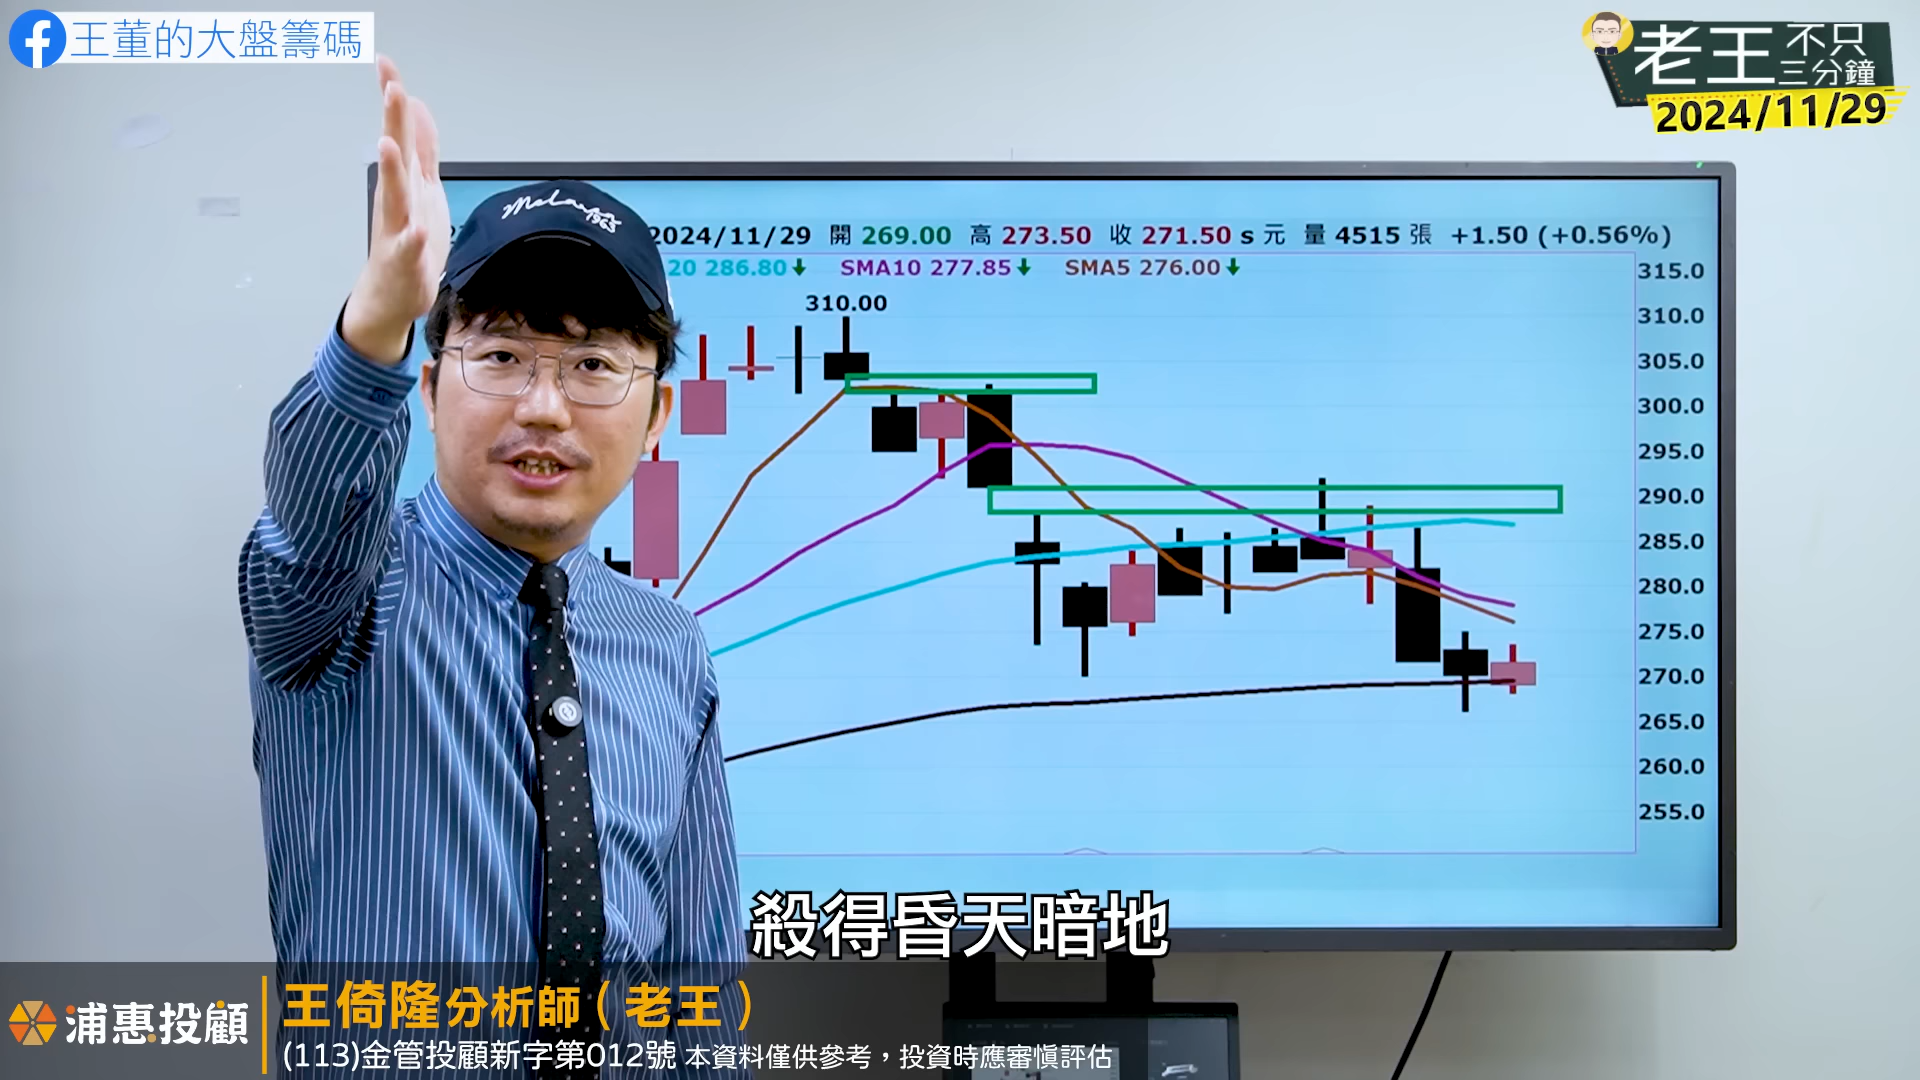 王董的大盤籌碼
老王不只三分鐘
2024/11/29
2024/11/29 開 269.00 高 273.50 收 271.50 s 元 量 4515 張 +1.50 (+0.56%)
20 286.80↓ SMA10 277.85↓ SMA5 276.00↓
310.00
315.0
310.0
305.0
300.0
295.0
290.0
285.0
280.0
275.0
270.0
265.0
260.0
255.0
1965
殺得昏天暗地
浦惠投顧
王倚隆分析師（老王）
(113)金管投顧新字第012號 本資料僅供參考，投資時應審慎評估